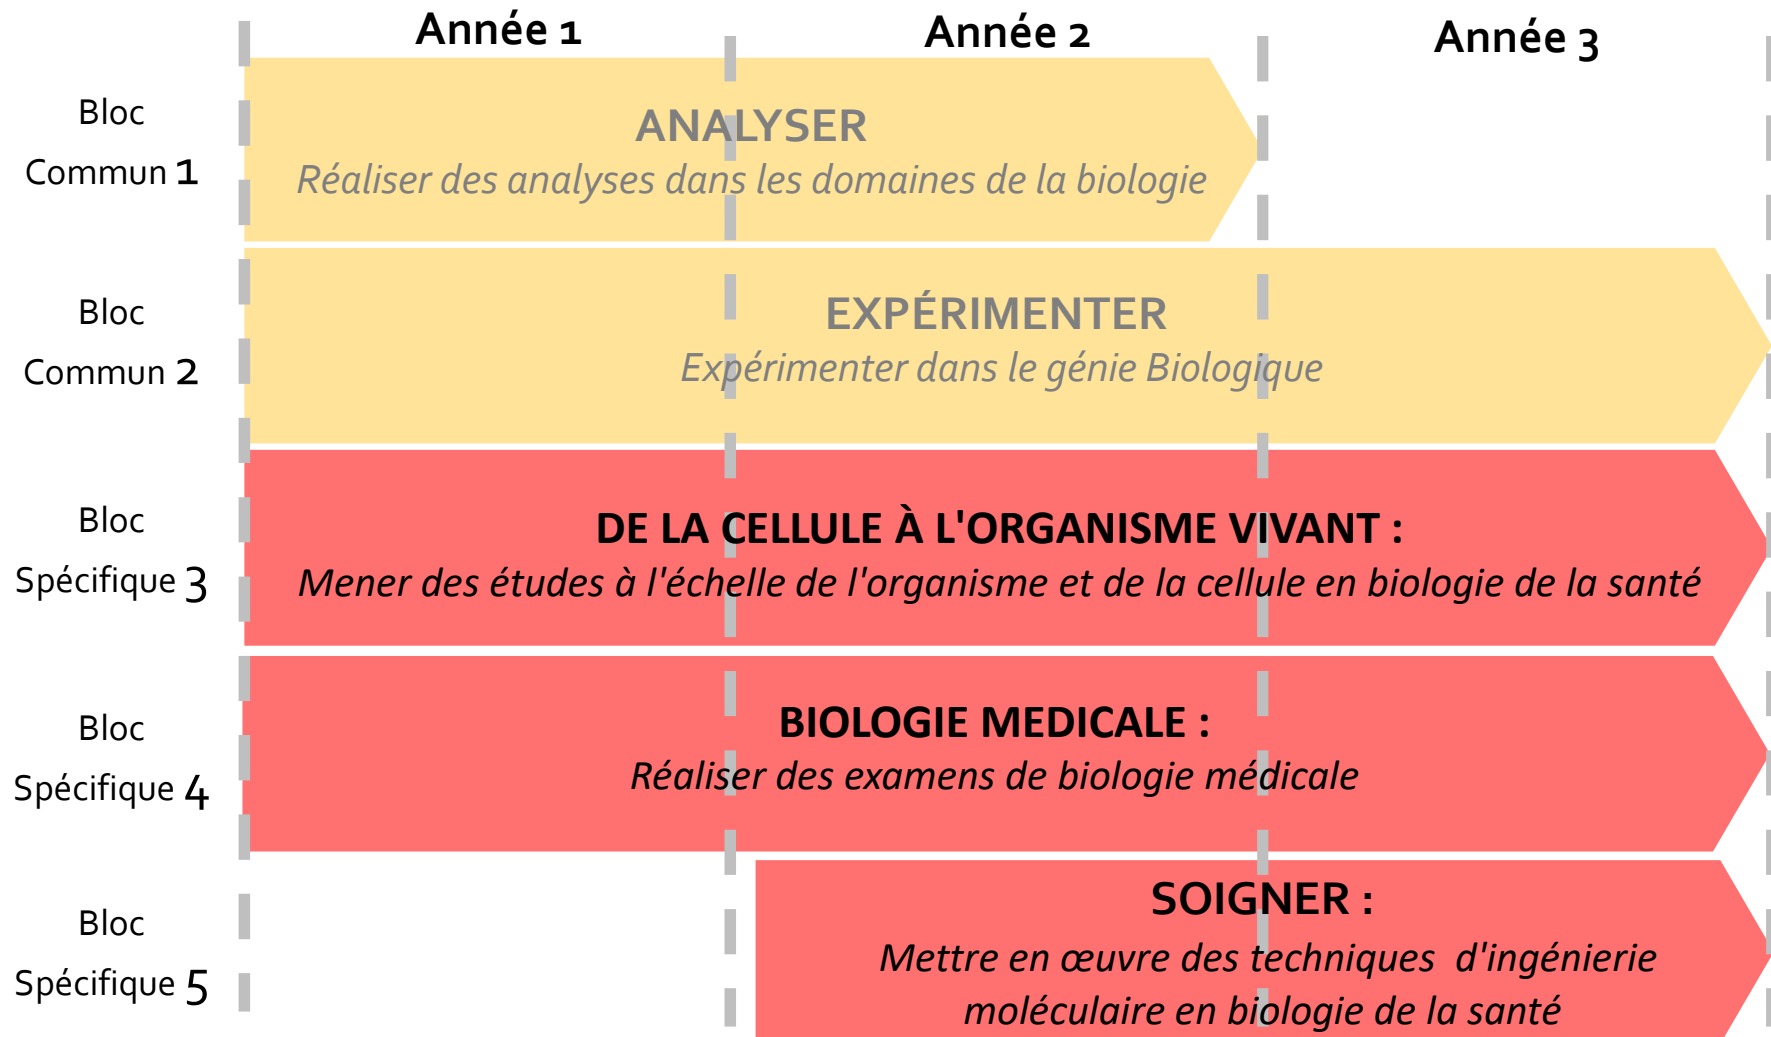 Année 1
Année 2
Année 3
Bloc
Commun 1
ANALYSER
Réaliser des analyses dans les domaines de la biologie
Bloc
Commun 2
EXPÉRIMENTER
Expérimenter dans le génie Biologique
Bloc
Spécifique 3
DE LA CELLULE À L'ORGANISME VIVANT :
Mener des études à l'échelle de l'organisme et de la cellule en biologie de la santé
Bloc
Spécifique 4
BIOLOGIE MEDICALE :
Réaliser des examens de biologie médicale
Bloc
Spécifique 5
SOIGNER :
Mettre en œuvre des techniques  d'ingénierie
moléculaire en biologie de la santé